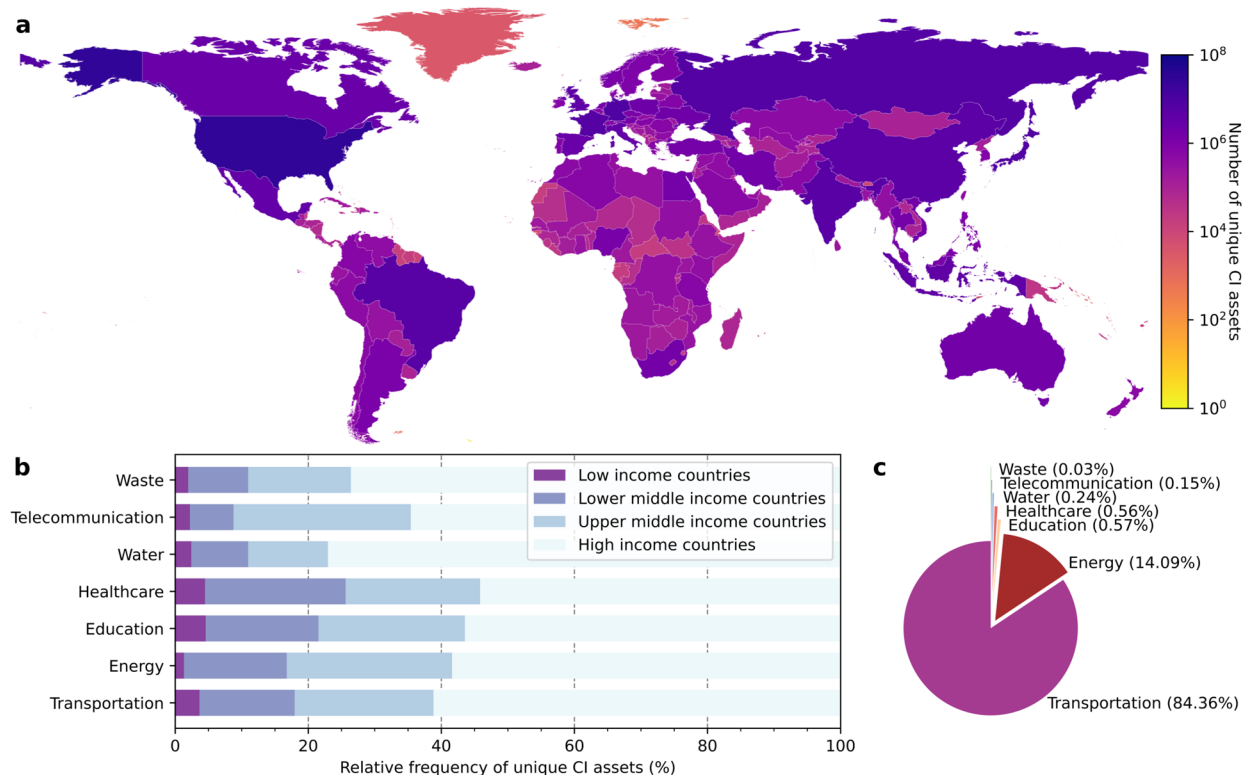 a
10^8
10^6
10^4
10^2
10^0
Number of unique CI assets
b
Waste
Telecommunication
Water
Healthcare
Education
Energy
Transportation
Low income countries
Lower middle income countries
Upper middle income countries
High income countries
0
20
40
60
80
100
Relative frequency of unique CI assets (%)
c
Waste (0.03%)
Telecommunication (0.15%)
Water (0.24%)
Healthcare (0.56%)
Education (0.57%)
Energy (14.09%)
Transportation (84.36%)